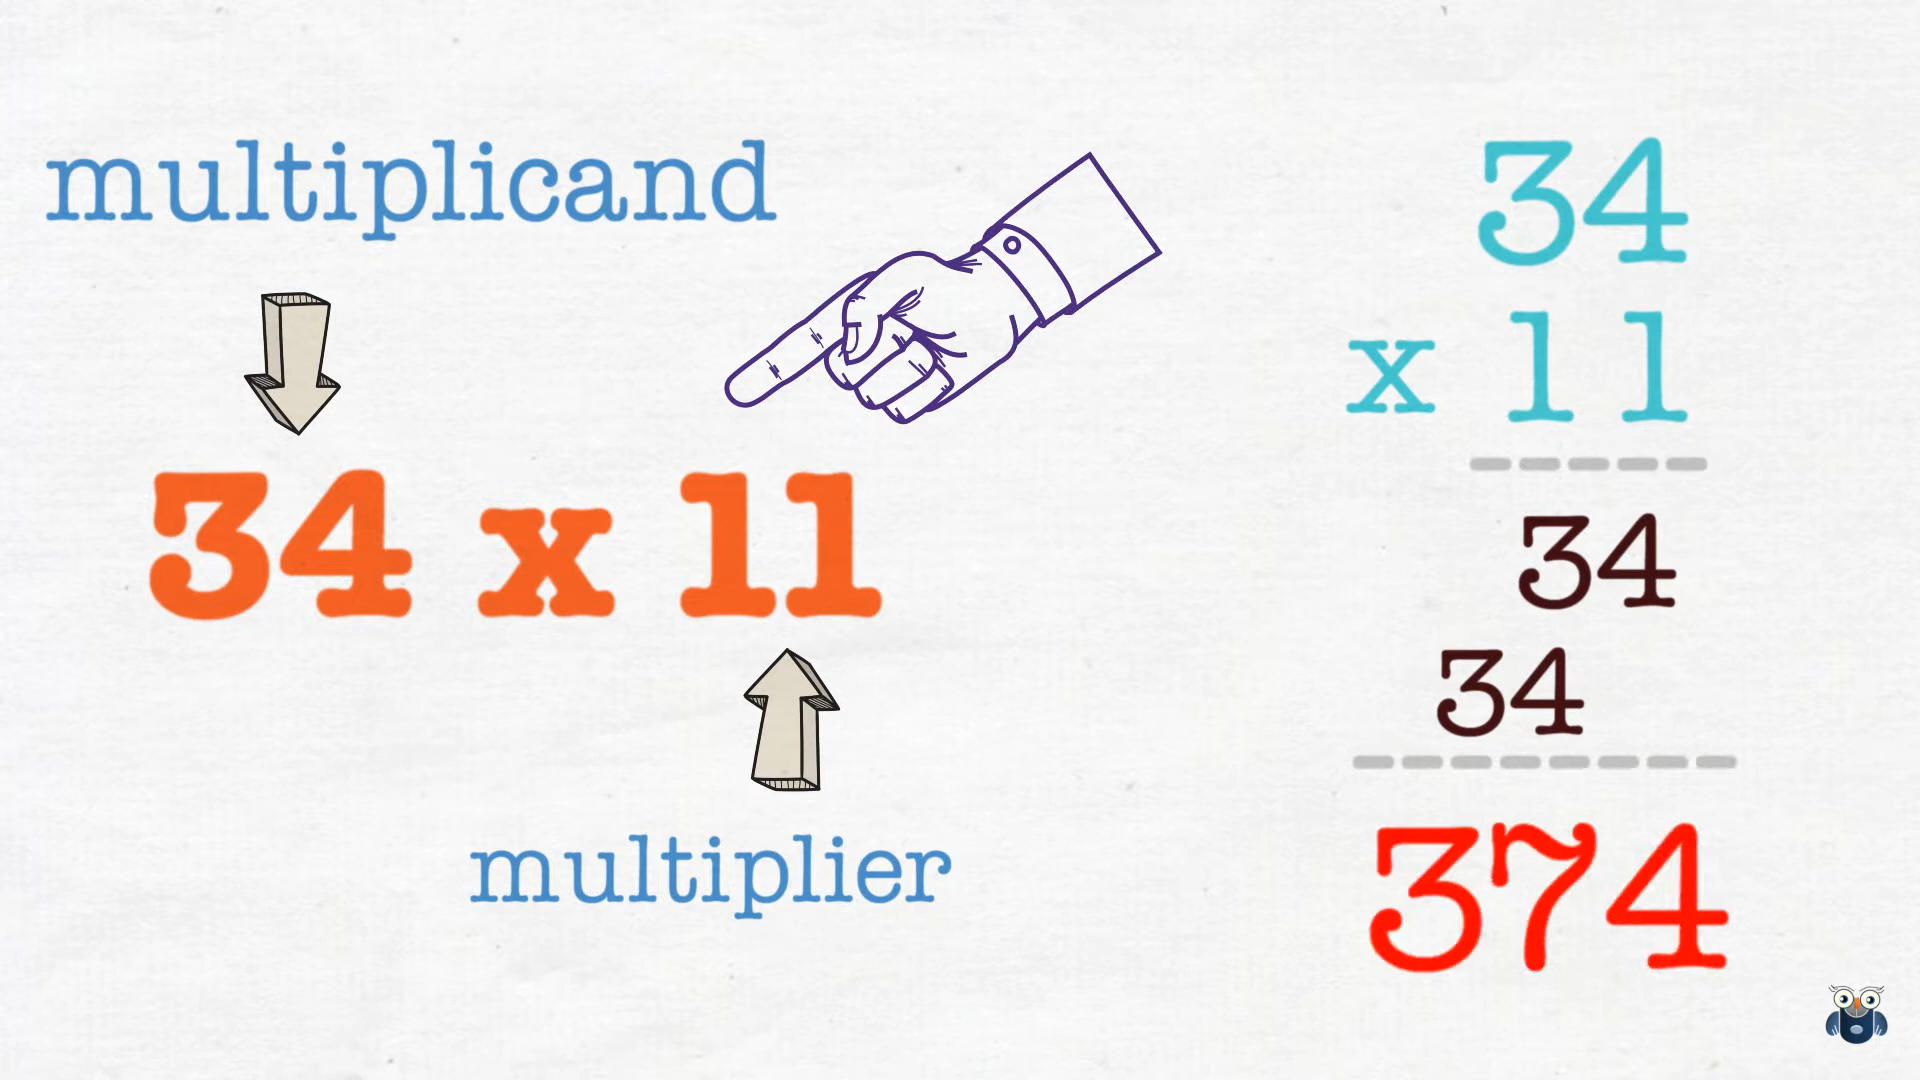 multiplicand
34 x 11
multiplier
34
x 11
34
34
374